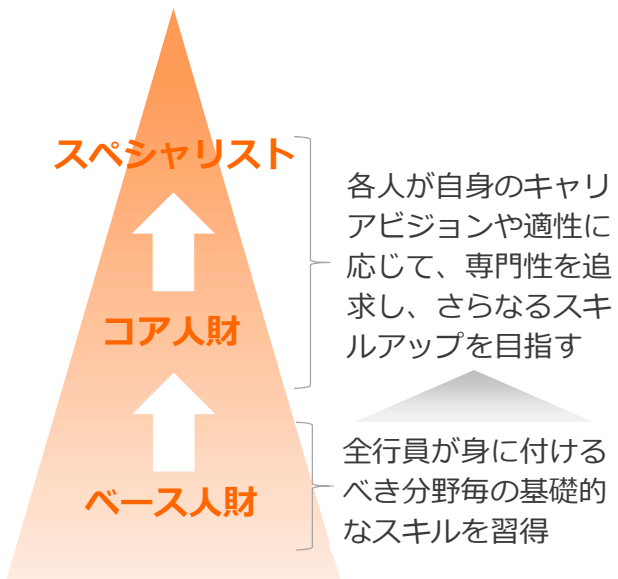 スペシャリスト
各人が自身のキャリ
アビジョンや適性に
応じて、専門性を追
求し、さらなるスキ
ルアップを目指す
コア人財
全行員が身に付ける
べき分野毎の基礎的
なスキルを習得
ベース人財